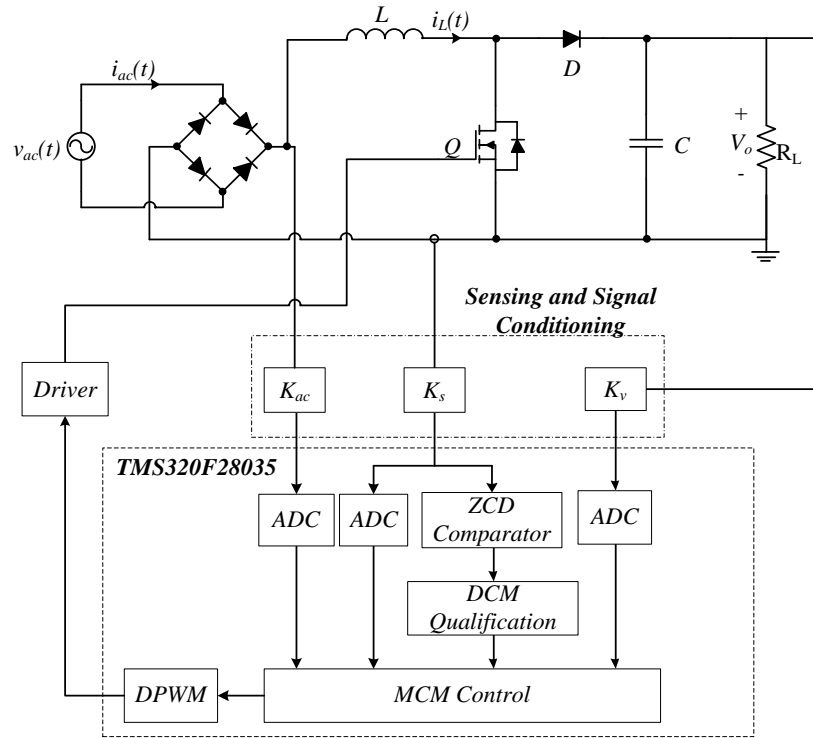 L
i_L(t)
i_ac(t)
D
v_ac(t)
Q
C
+
V_o
-
R_L
Sensing and Signal
Conditioning
Driver
K_ac
K_s
K_v
TMS320F28035
ADC
ADC
ZCD
Comparator
ADC
DCM
Qualification
DPWM
MCM Control